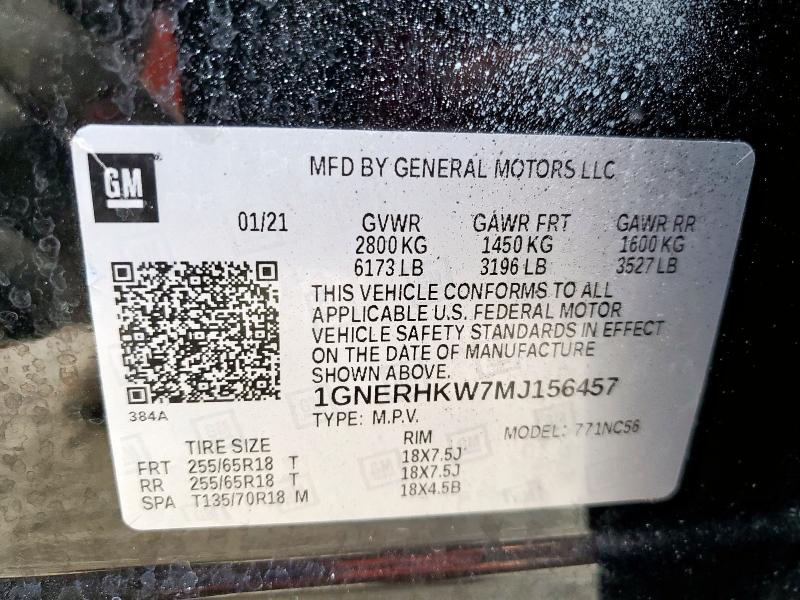 GM
MFD BY GENERAL MOTORS LLC
01/21 GVWR GAWR FRT GAWR RR
2800 KG 1450 KG 1600 KG
6173 LB 3196 LB 3527 LB
THIS VEHICLE CONFORMS TO ALL
APPLICABLE U.S. FEDERAL MOTOR
VEHICLE SAFETY STANDARDS IN EFFECT
ON THE DATE OF MANUFACTURE
SHOWN ABOVE.
1GNERHKW7MJ156457
384A
TYPE: M.P.V. MODEL: 771NC56
TIRE SIZE RIM
FRT 255/65R18 T 18X7.5J
RR 255/65R18 T 18X7.5J
SPA T135/70R18 M 18X4.5B